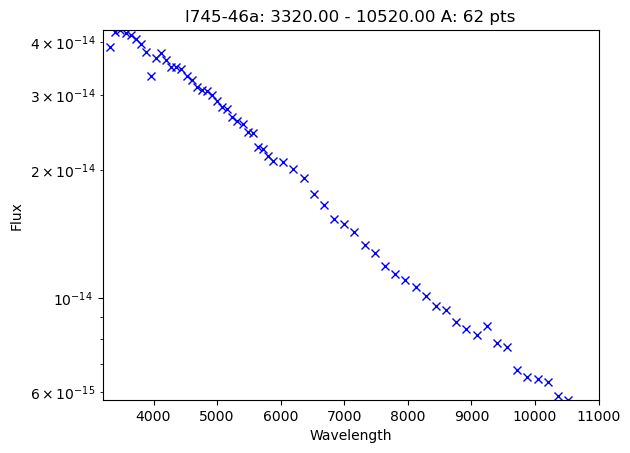 I745-46a: 3320.00 - 10520.00 A: 62 pts
4 × 10⁻¹⁴
3 × 10⁻¹⁴
2 × 10⁻¹⁴
10⁻¹⁴
6 × 10⁻¹⁵
Flux
4000 5000 6000 7000 8000 9000 10000 11000
Wavelength